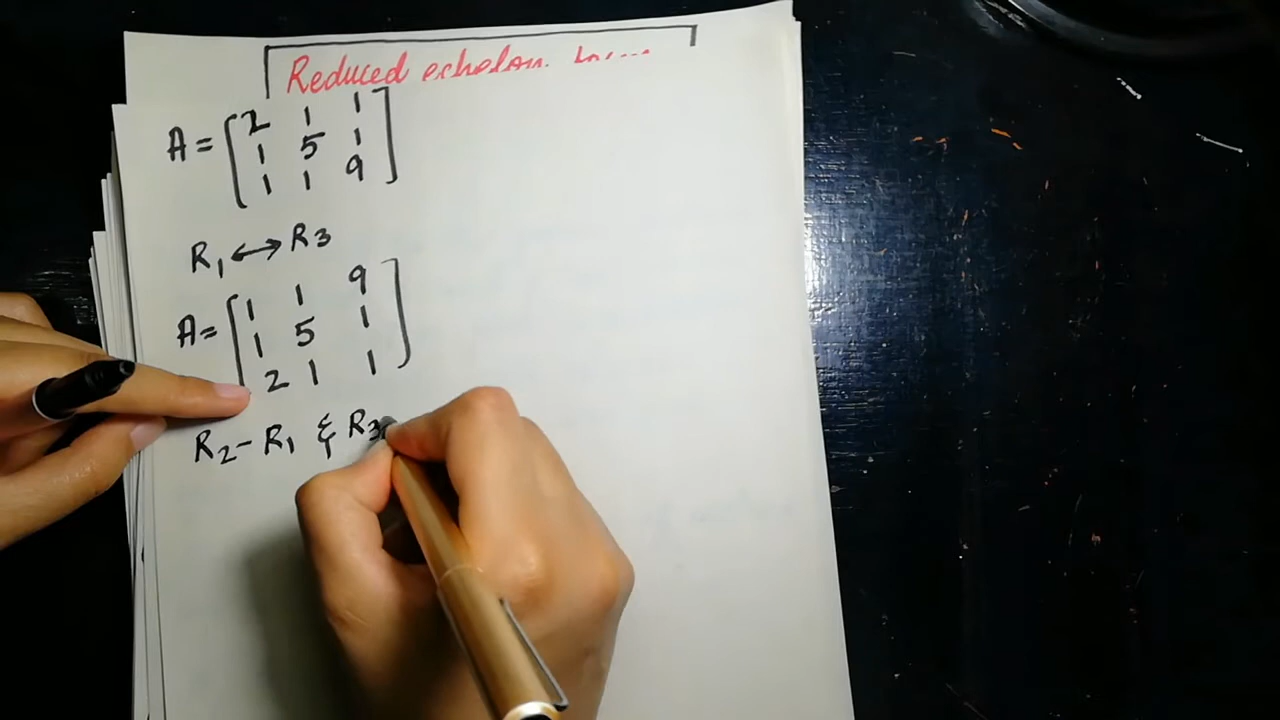 Reduced echelon
A = [2 1 1
1 5 1
1 1 9]
R1 ↔ R3
A = [1 1 9
1 5 1
2 1 1]
R2 - R1 & R3